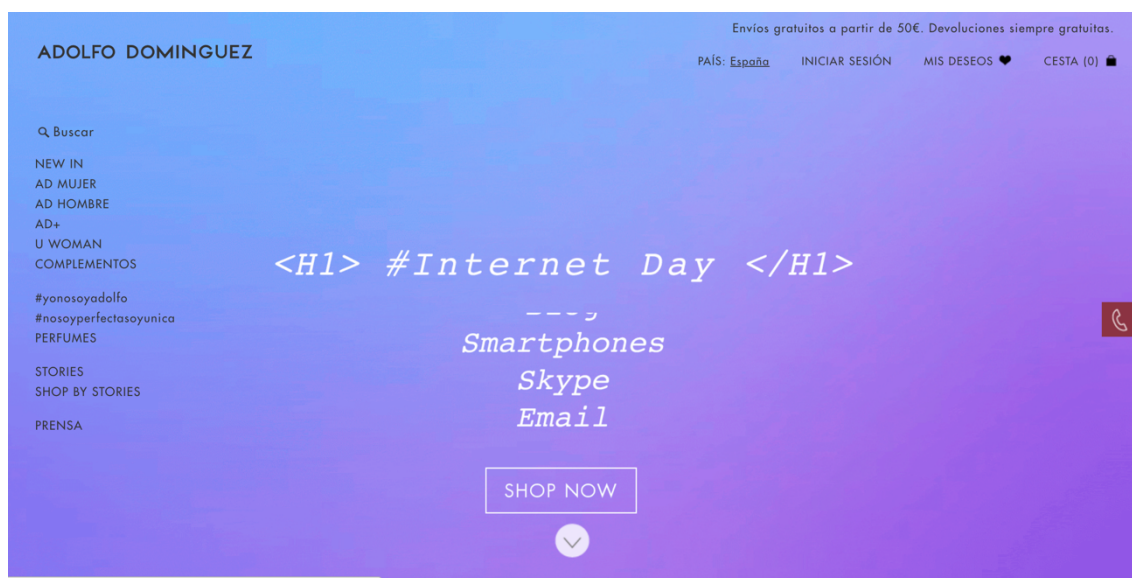 Envíos gratuitos a partir de 50€. Devoluciones siempre gratuitas.
ADOLFO DOMINGUEZ
PAÍS: España INICIAR SESIÓN MIS DESEOS CESTA (0)
Buscar
NEW IN
AD MUJER
AD HOMBRE
AD+
U WOMAN
COMPLEMENTOS
#yonosoyadolfo
#nosoyperfectasoyunica
PERFUMES
STORIES
SHOP BY STORIES
PRENSA
<H1> #Internet Day </H1>
Smartphones
Skype
Email
SHOP NOW